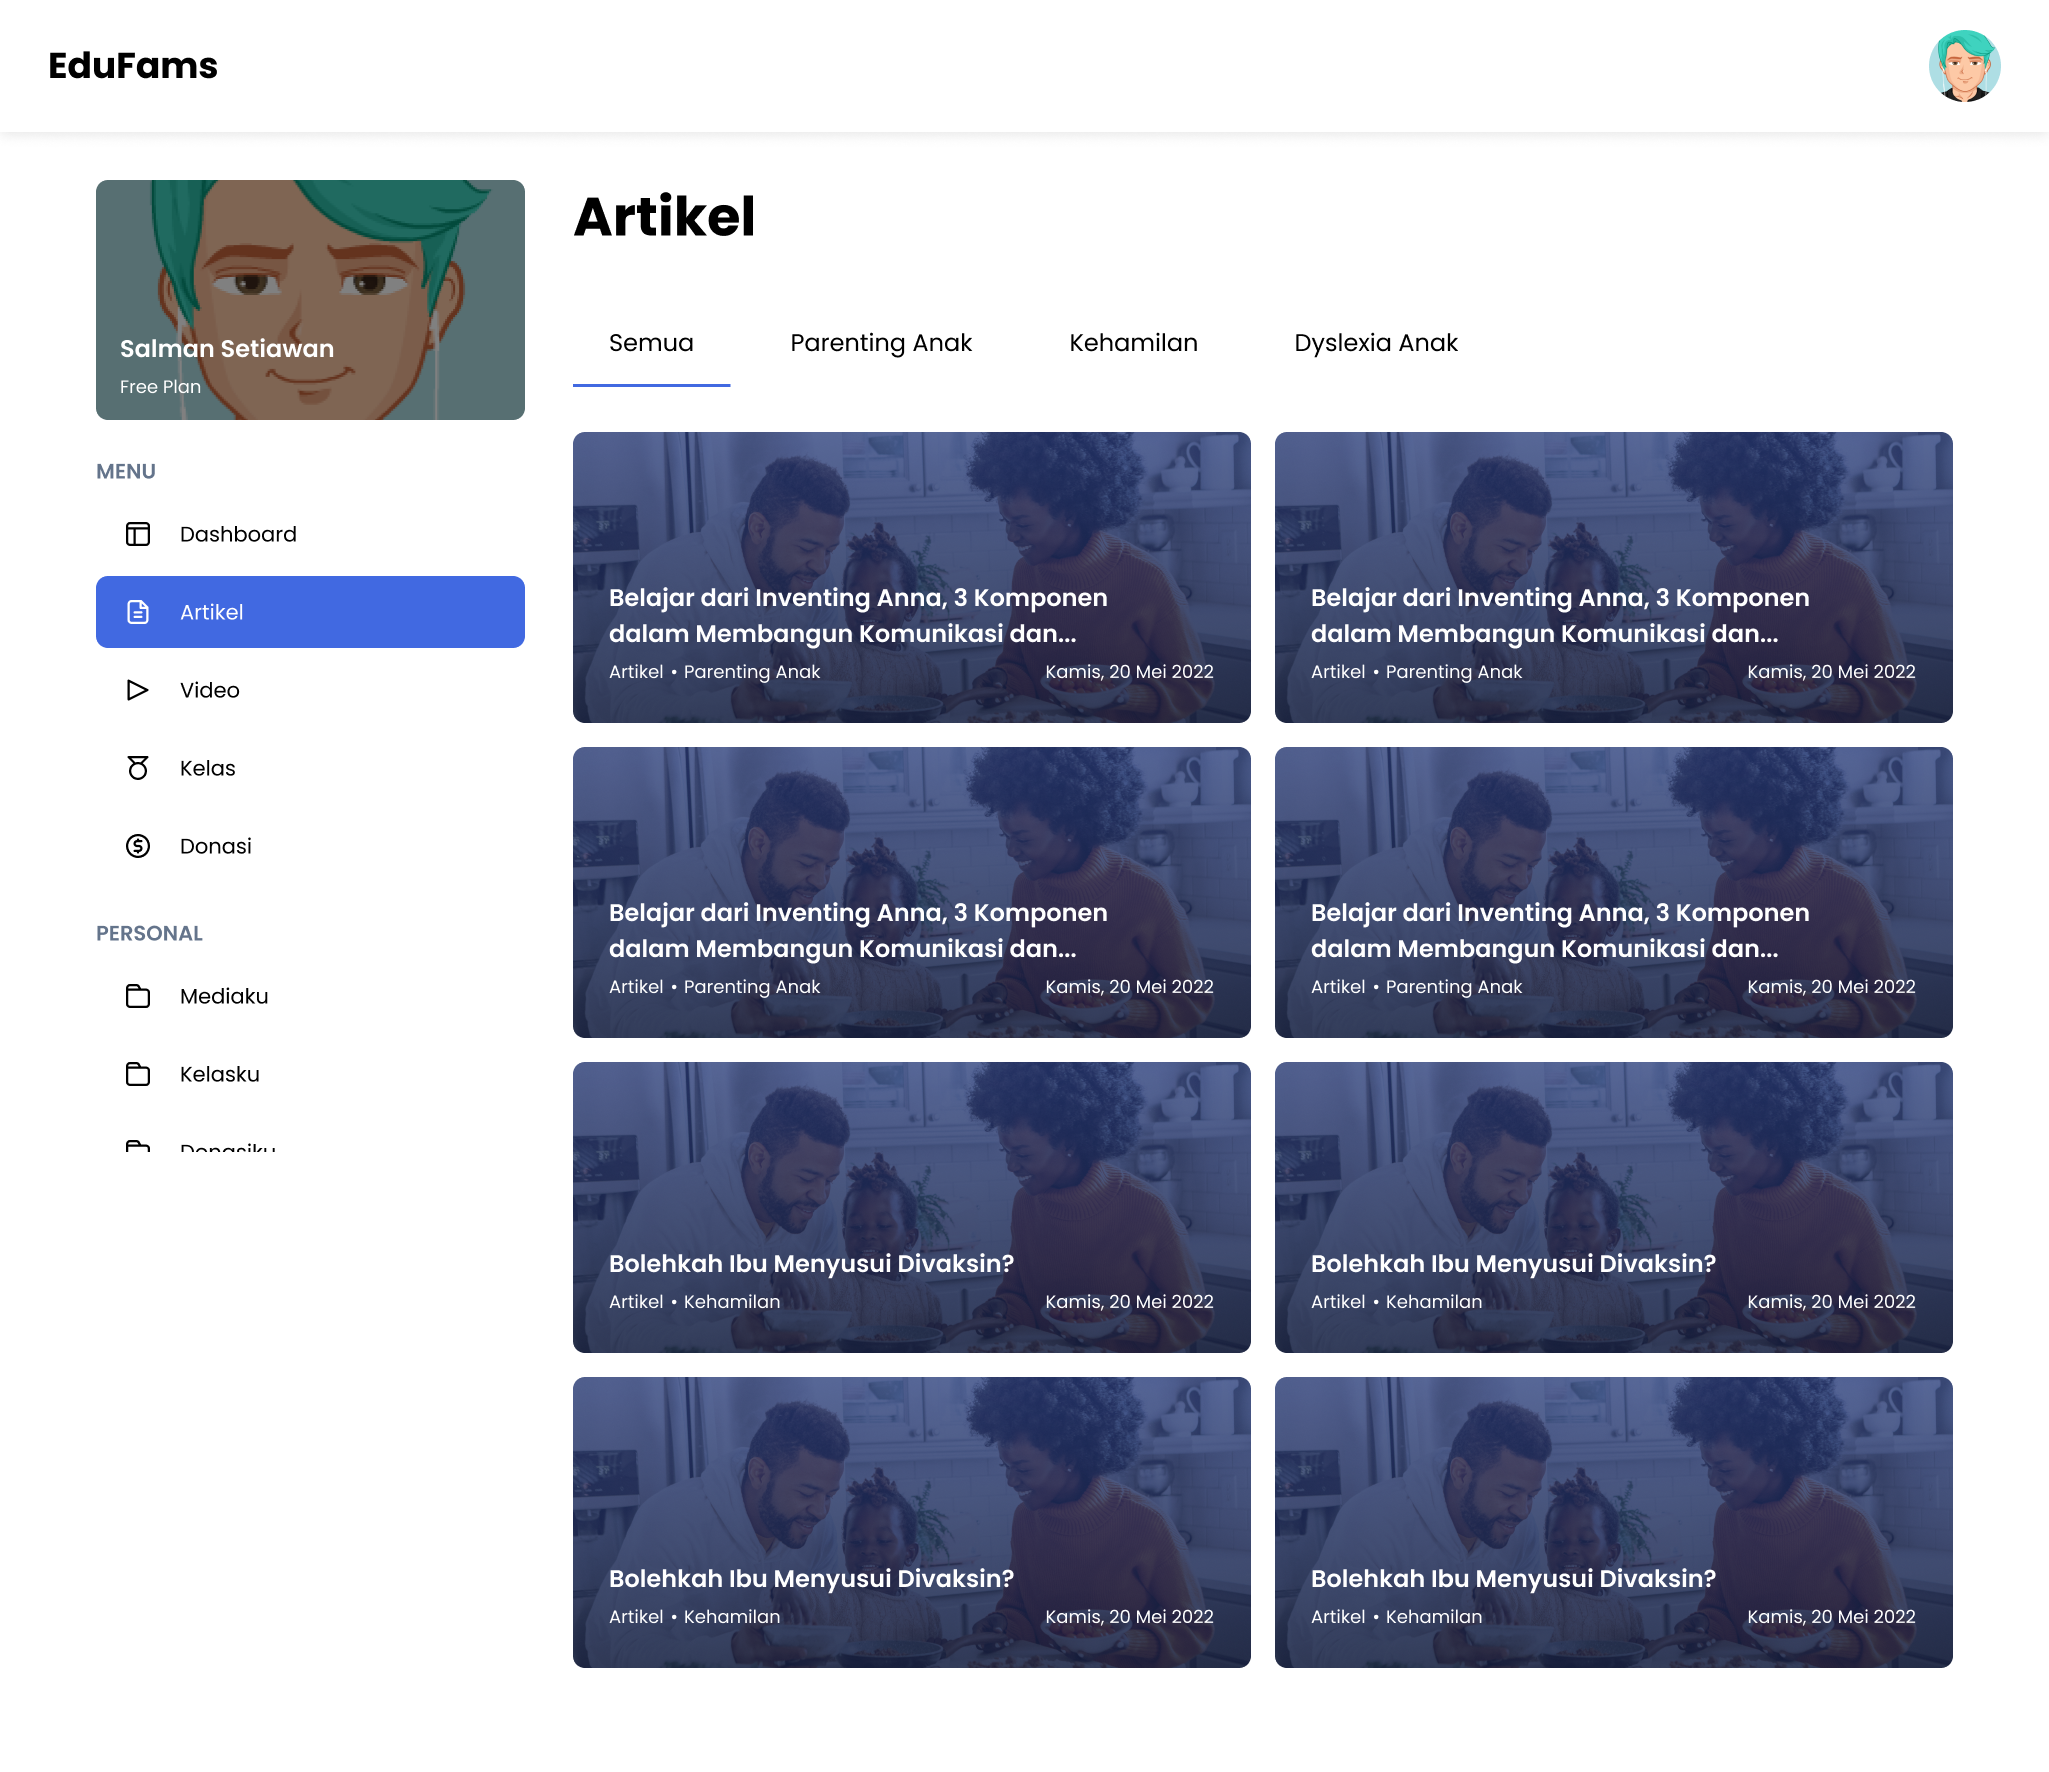 EduFams
Salman Setiawan
Free Plan
MENU
Dashboard
Artikel
Video
Kelas
Donasi
PERSONAL
Mediaku
Kelasku
Donasiku
Artikel
Semua Parenting Anak Kehamilan Dyslexia Anak
Belajar dari Inventing Anna, 3 Komponen
dalam Membangun Komunikasi dan...
Artikel • Parenting Anak Kamis, 20 Mei 2022
Belajar dari Inventing Anna, 3 Komponen
dalam Membangun Komunikasi dan...
Artikel • Parenting Anak Kamis, 20 Mei 2022
Belajar dari Inventing Anna, 3 Komponen
dalam Membangun Komunikasi dan...
Artikel • Parenting Anak Kamis, 20 Mei 2022
Belajar dari Inventing Anna, 3 Komponen
dalam Membangun Komunikasi dan...
Artikel • Parenting Anak Kamis, 20 Mei 2022
Bolehkah Ibu Menyusui Divaksin?
Artikel • Kehamilan Kamis, 20 Mei 2022
Bolehkah Ibu Menyusui Divaksin?
Artikel • Kehamilan Kamis, 20 Mei 2022
Bolehkah Ibu Menyusui Divaksin?
Artikel • Kehamilan Kamis, 20 Mei 2022
Bolehkah Ibu Menyusui Divaksin?
Artikel • Kehamilan Kamis, 20 Mei 2022